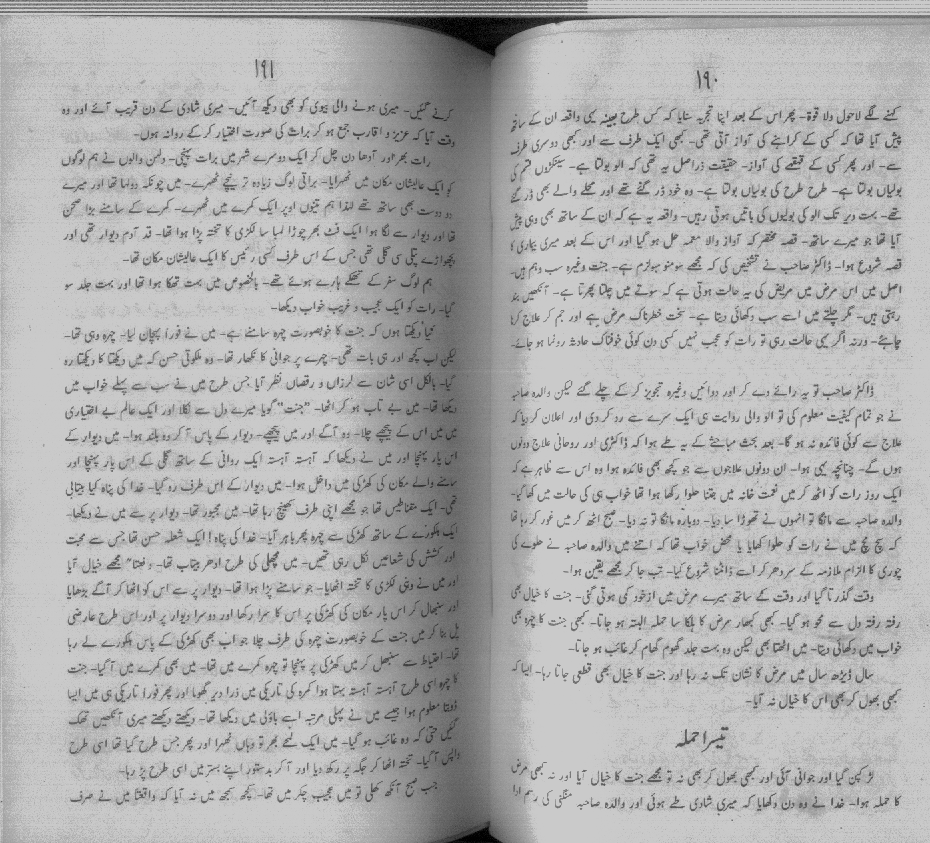 ۱۹۰
کہنے لگے لاحول ولا قوۃ۔ پھر اس کے بعد اپنا تجربہ سنایا کہ کس طرح بعینہٖ یہی واقعہ ان کے ساتھ
پیش آیا تھا کہ کسی کے کراہنے کی آواز آتی تھی۔ کبھی ایک طرف سے اور کبھی دوسری طرف
سے۔ اور پھر کسی کے قہقہے کی آواز۔ حقیقت دراصل یہ تھی کہ الو بولتا ہے۔ سینکڑوں قسم کی
بولیاں بولتا ہے۔ طرح طرح کی بولیاں بولتا ہے۔ وہ خود ڈر گئے تھے اور محلے والے بھی ڈر گئے
تھے۔ بہت دیر تک الو کی بولیوں کی باتیں ہوتی رہیں۔ واقعہ یہ ہے کہ ان کے ساتھ بھی وہی پیش
آیا تھا جو میرے ساتھ۔ قصہ مختصر کہ آواز والا معمہ حل ہو گیا اور اس کے بعد میری بیماری کا
قصہ شروع ہوا۔ ڈاکٹر صاحب نے تشخیص کی کہ مجھے سومنو مبولزم ہے۔ جنت وغیرہ سب وہم ہیں۔
اصل میں اس مرض میں مریض کی یہ حالت ہوتی ہے کہ سوتے میں چلتا پھرتا ہے۔ آنکھیں بند
رہتی ہیں۔ مگر چلتے میں اسے سب دکھائی دیتا ہے۔ سخت خطرناک مرض ہے اور جم کر علاج کرنا
چاہئے۔ ورنہ اگر یہی حالت رہی تو رات کو عجب نہیں کسی دن کوئی خوفناک حادثہ رونما ہو جائے۔
ڈاکٹر صاحب تو یہ رائے دے کر اور دوائیں وغیرہ تجویز کر کے چلے گئے لیکن والدہ صاحبہ
نے جو تمام کیفیت معلوم کی تو الو والی روایت ہی ایک سرے سے رد کر دی اور اعلان کر دیا کہ
علاج سے کوئی فائدہ نہ ہو گا۔ بعد بحث مباحثے کے یہ طے ہوا کہ ڈاکٹری اور روحانی علاج دونوں
ہوں گے۔ چنانچہ یہی ہوا۔ ان دونوں علاجوں سے جو کچھ بھی فائدہ ہوا وہ اس سے ظاہر ہے کہ
ایک روز رات کو اٹھ کر میں نعمت خانہ میں جتنا حلوا رکھا ہوا تھا خواب ہی کی حالت میں کھا گیا۔
والدہ صاحبہ سے مانگا تو انہوں نے تھوڑا سا دیا۔ دوبارہ مانگا تو نہ دیا۔ صبح اٹھ کر میں غور کر رہا تھا
کہ سچ مچ میں نے رات کو حلوا کھایا یا محض خواب تھا کہ اتنے میں والدہ صاحبہ نے حلوے کی
چوری کا الزام ملازمہ کے سر دھر کر اسے ڈانٹنا شروع کیا۔ تب جا کر مجھے یقین ہوا۔
وقت گذرتا گیا اور وقت کے ساتھ میرے مرض میں از خود کمی ہوتی گئی۔ جنت کا خیال بھی
رفتہ رفتہ دل سے محو ہو گیا۔ کبھی کبھار مرض کا ہلکا سا حملہ البتہ ہو جاتا۔ کبھی جنت کا چہرہ بھی
خواب میں دکھائی دیتا۔ میں اٹھتا بھی لیکن وہ بہت جلد گھوم گھام کر غائب ہو جاتا۔
سال ڈیڑھ سال میں مرض کا نشان تک نہ رہا اور جنت کا خیال بھی قطعی جاتا رہا۔ ایسا کہ
کبھی بھول کر بھی اس کا خیال نہ آیا۔
تیسرا حملہ
لڑکپن گیا اور جوانی آئی اور کبھی بھول کر بھی نہ تو مجھے جنت کا خیال آیا اور نہ کبھی مرض
کا حملہ ہوا۔ خدا نے وہ دن دکھایا کہ میری شادی طے ہوئی اور والدہ صاحبہ منگنی کی رسم ادا
۱۹۱
کرنے گئیں۔ میری ہونے والی بیوی کو بھی دیکھ آئیں۔ میری شادی کے دن قریب آئے اور وہ
وقت آیا کہ عزیز و اقارب جمع ہو کر برات کی صورت اختیار کر کے روانہ ہوں۔
رات بھر اور آدھا دن چل کر ایک دوسرے شہر میں برات پہنچی۔ دلہن والوں نے ہم لوگوں
کو ایک عالیشان مکان میں ٹھہرایا۔ براتی لوگ زیادہ تر نیچے ٹھہرے۔ میں چونکہ دولہا تھا اور میرے
دو دوست بھی ساتھ تھے لہٰذا ہم تینوں اوپر ایک کمرے میں ٹھہرے۔ کمرے کے سامنے بڑا صحن
تھا اور دیوار سے لگا ہوا ایک فٹ بھر چوڑا لمبا سا لکڑی کا تختہ پڑا ہوا تھا۔ قد آدم دیوار تھی اور
پچھواڑے پتلی سی گلی تھی جس کے اس طرف کسی رئیس کا ایک عالیشان مکان تھا۔
ہم لوگ سفر کے تھکے ہارے ہوئے تھے۔ بالخصوص میں بہت تھکا ہوا تھا اور بہت جلد سو
گیا۔ رات کو ایک عجیب و غریب خواب دیکھا۔
کیا دیکھتا ہوں کہ جنت کا خوبصورت چہرہ سامنے ہے۔ میں نے فوراً پہچان لیا۔ چہرہ وہی تھا۔
لیکن اب کچھ اور ہی بات تھی۔ چہرے پر جوانی کا نکھار تھا۔ وہ ملکوتی حسن کہ میں دیکھتا کا دیکھتا رہ
گیا۔ بالکل اسی شان سے لرزاں و رقصاں نظر آیا جس طرح میں نے سب سے پہلے خواب میں
دیکھا تھا۔ میں بے تاب ہو کر اٹھا۔ "جنت" گویا میرے دل سے نکلا اور ایک عالم بے اختیاری
میں میں اس کے پیچھے چلا۔ وہ آگے اور میں پیچھے۔ دیوار کے پاس آ کر وہ بلند ہوا۔ میں دیوار کے
اس پار پہنچا اور میں نے دیکھا کہ آہستہ آہستہ ایک روانی کے ساتھ گلی کے اس پار پہنچا اور
سامنے والے مکان کی کھڑکی میں داخل ہوا۔ میں دیوار کے اس طرف رہ گیا۔ خدا کی پناہ کیا بیتابی
تھی۔ ایک مقناطیس تھا جو مجھے اپنی طرف کھینچ رہا تھا۔ میں مجبور تھا۔ دیوار پر سے میں نے دیکھا۔
ایک ہلکورے کے ساتھ کھڑکی سے چہرہ پھر باہر آیا۔ خدا کی پناہ! ایک شعلہ حسن تھا جس سے محبت
اور کشش کی شعاعیں نکل رہی تھیں۔ میں مچھلی کی طرح ادھر بیتاب تھا۔ دفعتاً مجھے خیال آیا
اور میں نے وہی لکڑی کا تختہ اٹھایا۔ جو سامنے پڑا ہوا تھا۔ دیوار پر سے اس کو اٹھا کر آگے بڑھایا
اور سنبھال کر اس پار مکان کی کھڑکی پر اس کا سرا رکھا اور دوسرا دیوار پر اور اس طرح عارضی
پل بنا کر میں جنت کے خوبصورت چہرہ کی طرف چلا جو اب بھی کھڑکی کے پاس ہلکورے لے رہا
تھا۔ احتیاط سے سنبھل کر میں کھڑکی پر پہنچا تو چہرہ کمرے میں تھا۔ میں بھی کمرے میں آ گیا۔ جنت
کا چہرہ اسی طرح آہستہ آہستہ بہتا ہوا کمرہ کی تاریکی میں ذرا دیر گھوما اور پھر فوراً تاریکی ہی میں ایسا
ڈوبتا معلوم ہوا جیسے میں نے پہلی مرتبہ اسے باؤلی میں دیکھا تھا۔ دیکھتے دیکھتے میری آنکھیں تھک
گئیں حتیٰ کہ وہ غائب ہو گیا۔ میں ایک لمحے بھر تو وہاں ٹھہرا اور پھر جس طرح گیا تھا اسی طرح
واپس آ گیا۔ تختہ اٹھا کر جگہ پر رکھ دیا اور آ کر بدستور اپنے بستر میں اسی طرح پڑ رہا۔
جب صبح آنکھ کھلی تو میں عجیب چکر میں تھا۔ کچھ سمجھ میں نہ آیا کہ واقعتاً میں نے صرف